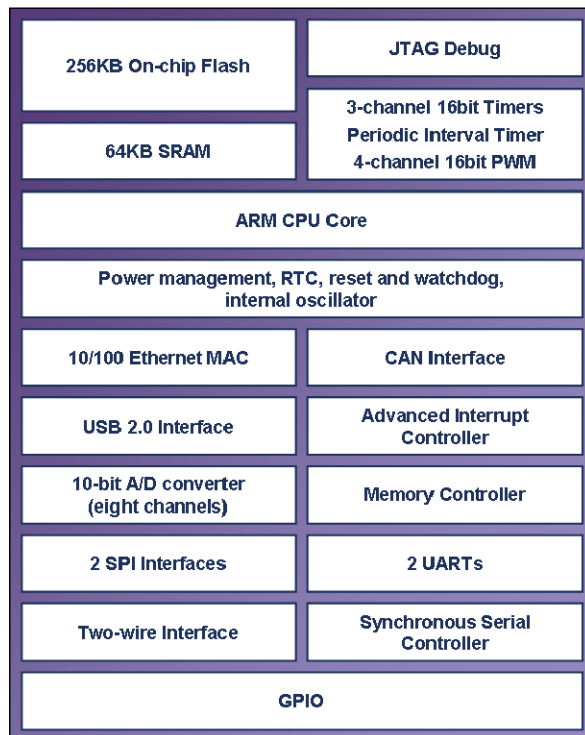 256KB On-chip Flash
JTAG Debug
64KB SRAM
3-channel 16bit Timers
Periodic Interval Timer
4-channel 16bit PWM
ARM CPU Core
Power management, RTC, reset and watchdog,
internal oscillator
10/100 Ethernet MAC
CAN Interface
USB 2.0 Interface
Advanced Interrupt
Controller
10-bit A/D converter
(eight channels)
Memory Controller
2 SPI Interfaces
2 UARTs
Two-wire Interface
Synchronous Serial
Controller
GPIO